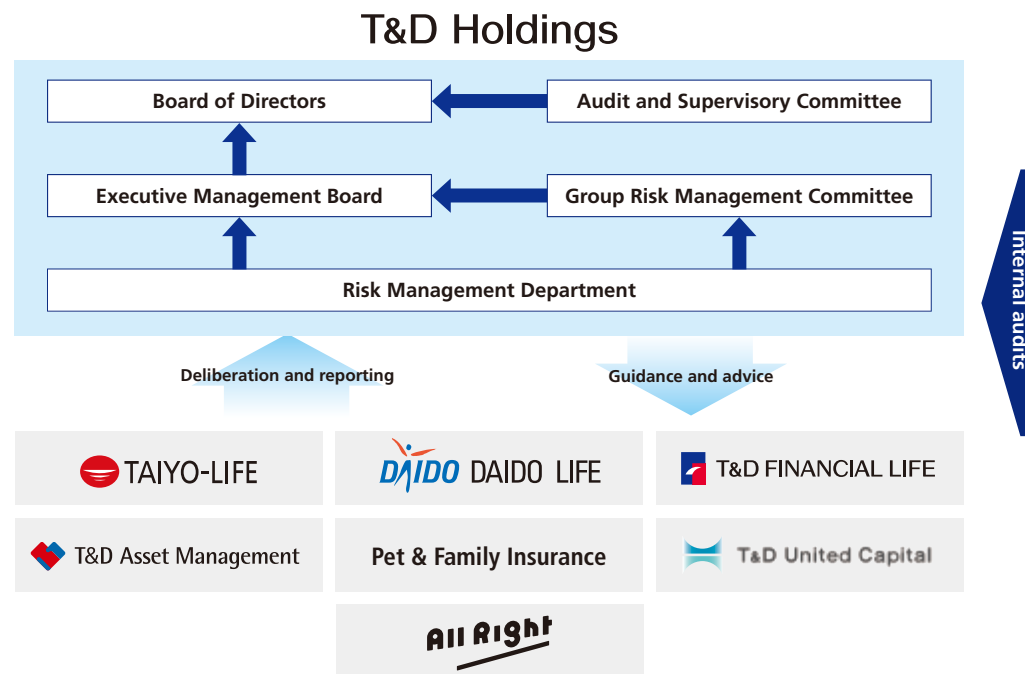 T&D Holdings
Board of Directors
Audit and Supervisory Committee
Executive Management Board
Group Risk Management Committee
Risk Management Department
Internal audits
Deliberation and reporting
Guidance and advice
TAIYO-LIFE
DAIDO DAIDO LIFE
T&D FINANCIAL LIFE
T&D Asset Management
Pet & Family Insurance
T&D United Capital
All Right